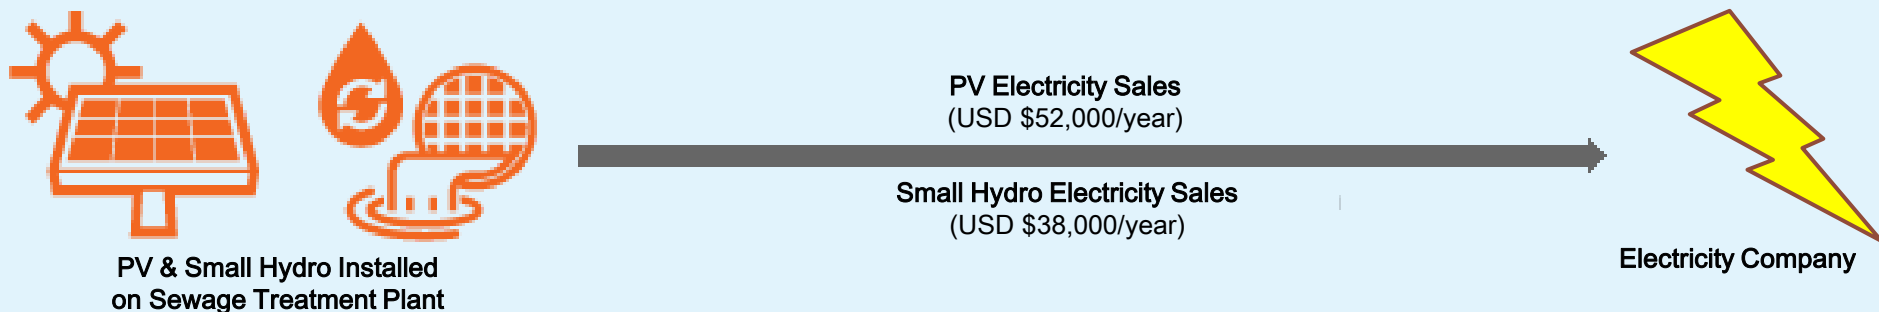 PV Electricity Sales
(USD $52,000/year)
Small Hydro Electricity Sales
(USD $38,000/year)
PV & Small Hydro Installed
on Sewage Treatment Plant
Electricity Company